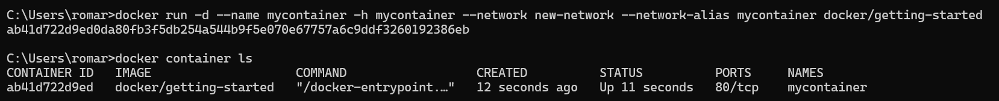 C:\Users\romar>docker run -d --name mycontainer -h mycontainer --network new-network --network-alias mycontainer docker/getting-started
ab41d722d9ed0da80fb3f5db254a544b9f5e070e67757a6c9ddf3260192386eb
C:\Users\romar>docker container ls
CONTAINER ID   IMAGE                    COMMAND                  CREATED          STATUS          PORTS     NAMES
ab41d722d9ed   docker/getting-started   "/docker-entrypoint.…"   12 seconds ago   Up 11 seconds   80/tcp    mycontainer